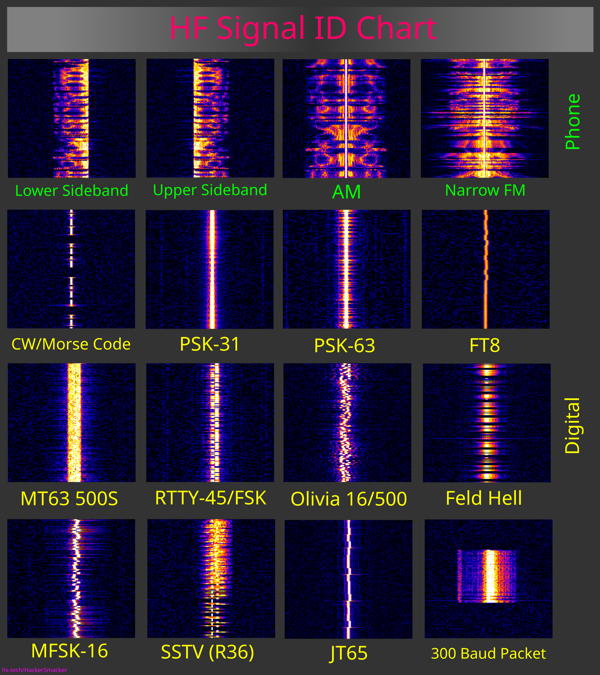 HF Signal ID Chart
Lower Sideband
Upper Sideband
AM
Narrow FM
Phone
CW/Morse Code
PSK-31
PSK-63
FT8
MT63 500S
RTTY-45/FSK
Olivia 16/500
Feld Hell
Digital
MFSK-16
SSTV (R36)
JT65
300 Baud Packet